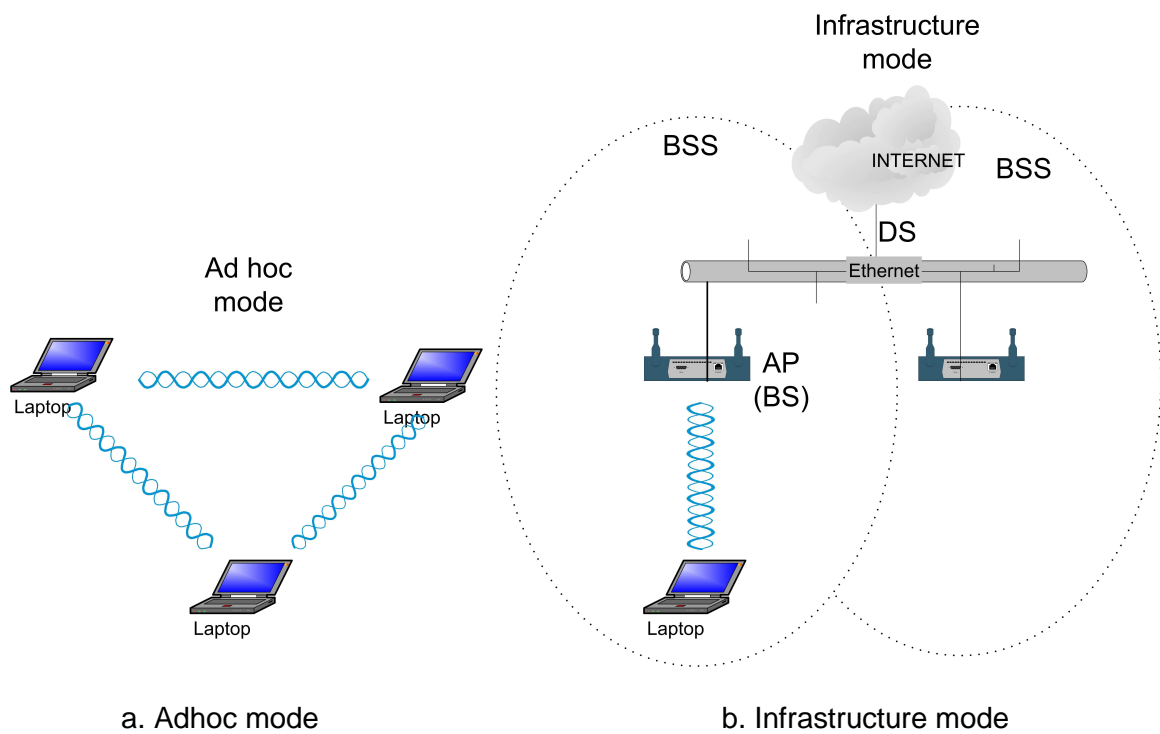 Infrastructure
mode
BSS
INTERNET
BSS
DS
Ethernet
Ad hoc
mode
Laptop
Laptop
AP
(BS)
Laptop
Laptop
a. Adhoc mode
b. Infrastructure mode